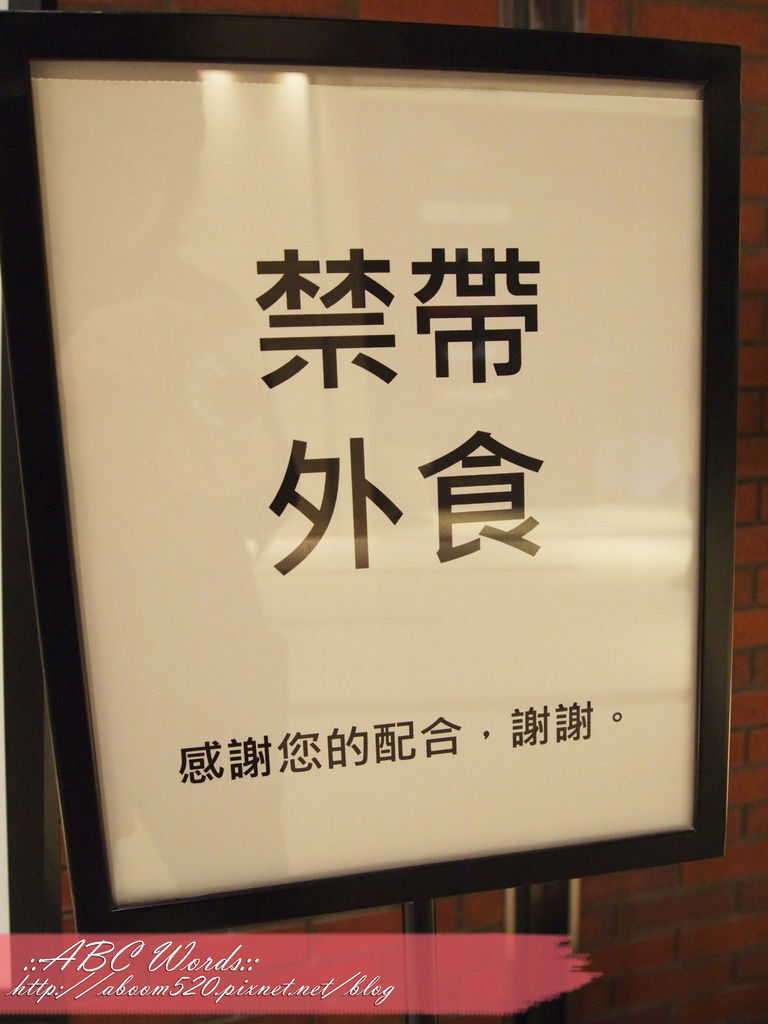 禁帶
外食
感謝您的配合，謝謝。
.::ABC Words::.
http://aboom520.pixnet.net/blog